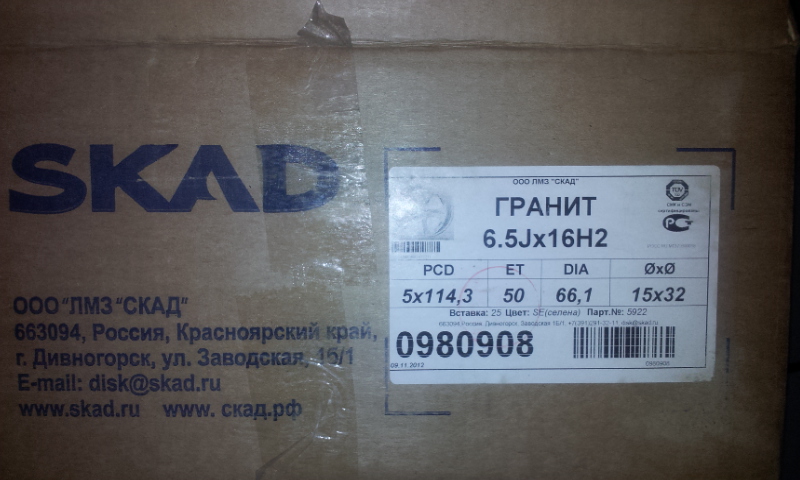 SKAD
ООО "ЛМЗ "СКАД"
663094, Россия, Красноярский край,
г. Дивногорск, ул. Заводская, 1б/1
E-mail: disk@skad.ru
www.skad.ru www. скад.рф
ООО ЛМЗ "СКАД"
ГРАНИТ
6.5Jx16H2
PCD ET DIA ØxØ
5x114,3 50 66,1 15x32
Вставка: 25 Цвет: SE(селена) Парт.№: 5922
0980908
09.11.2012